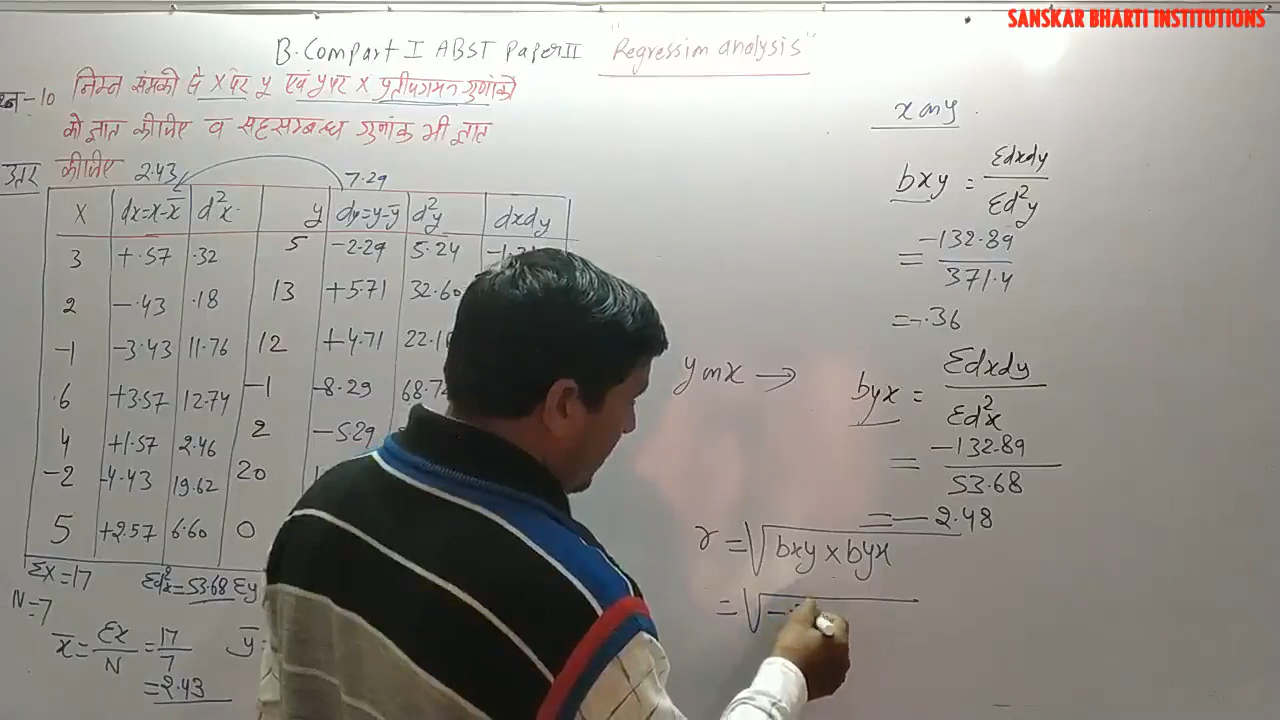 SANSKAR BHARTI INSTITUTIONS
B.Com part I ABST Paper II "Regression analysis"
न-10 निम्न समंको से X पर y एवं y पर X प्रतीपगमन गुणांको
को ज्ञात कीजिए व सहसम्बन्ध गुणांक भी ज्ञात
उत्तर कीजिए 2.43 7.29
X dx=x-x̄ d²x y dy=y-ȳ d²y dxdy
3 +.57 .32 5 -2.29 5.24
2 -.43 .18 13 +5.71 32.60
-1 -3.43 11.76 12 +4.71
6 +3.57 12.74 -1 -8.29
4 +1.57 2.46 2 -5.29
-2 -4.43 19.62 20
5 +2.57 6.60 0
Σx=17 Σd²x=53.68 Σy
N=7
x̄=Σx/N=17/7 ȳ=
=2.43
x on y
bxy = Σdxdy/Σd²y
= -132.89/371.4
=-.36
y on x → byx = Σdxdy/Σd²x
= -132.89/53.68
=-2.48
r =√bxy x byx
=√-.